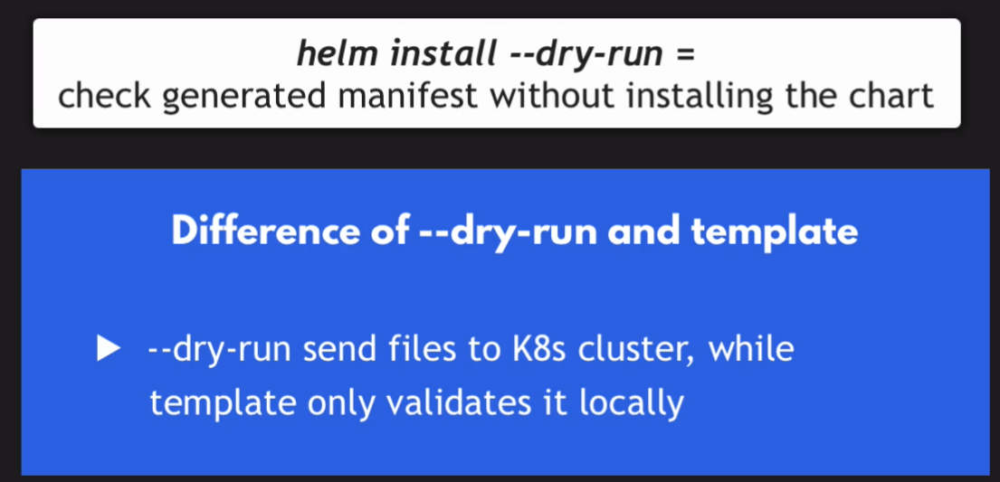 helm install --dry-run =
check generated manifest without installing the chart
Difference of --dry-run and template
--dry-run send files to K8s cluster, while
template only validates it locally